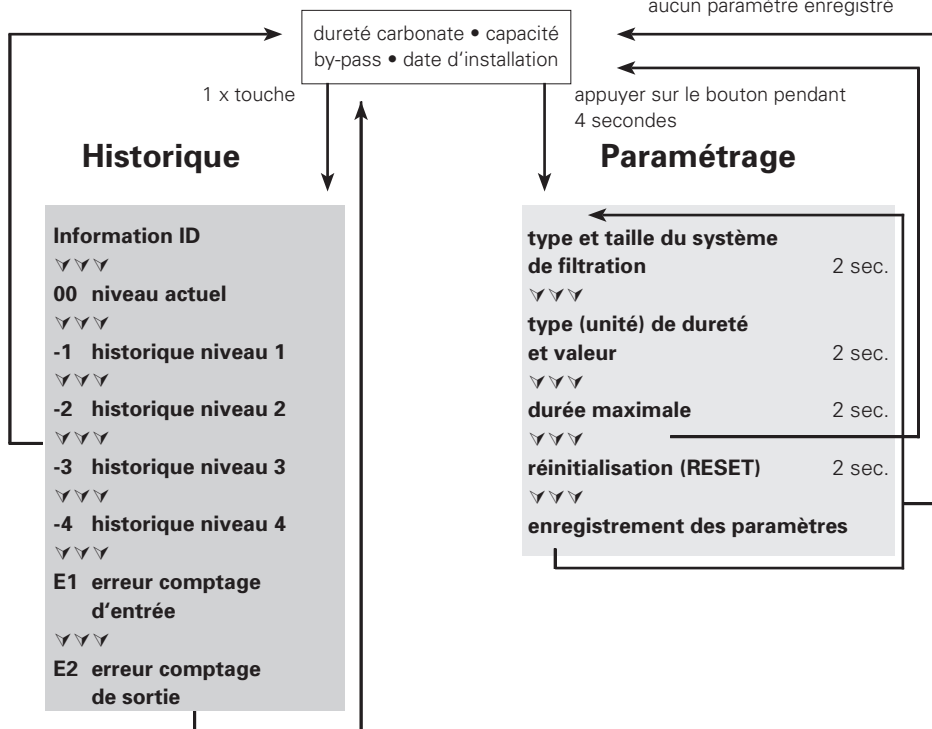 aucun paramètre enregistré
dureté carbonate • capacité
by-pass • date d'installation
1 x touche
appuyer sur le bouton pendant
4 secondes
Historique
Information ID
00 niveau actuel
-1 historique niveau 1
-2 historique niveau 2
-3 historique niveau 3
-4 historique niveau 4
E1 erreur comptage
d'entrée
E2 erreur comptage
de sortie
Paramétrage
type et taille du système
de filtration 2 sec.
type (unité) de dureté
et valeur 2 sec.
durée maximale 2 sec.
réinitialisation (RESET) 2 sec.
enregistrement des paramètres